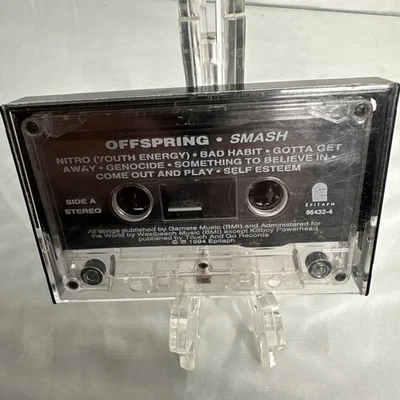 OFFSPRING • SMASH
NITRO (YOUTH ENERGY) • BAD HABIT • GOTTA GET
AWAY • GENOCIDE • SOMETHING TO BELIEVE IN •
COME OUT AND PLAY • SELF ESTEEM
SIDE A
STEREO
EPITAPH
86432-4
All songs published by Gamete Music (BMI) and Administered for
the World by Westbeach Music (BMI) except Killboy Powerhead,
published by Touch And Go Records
© ℗ 1994 Epitaph